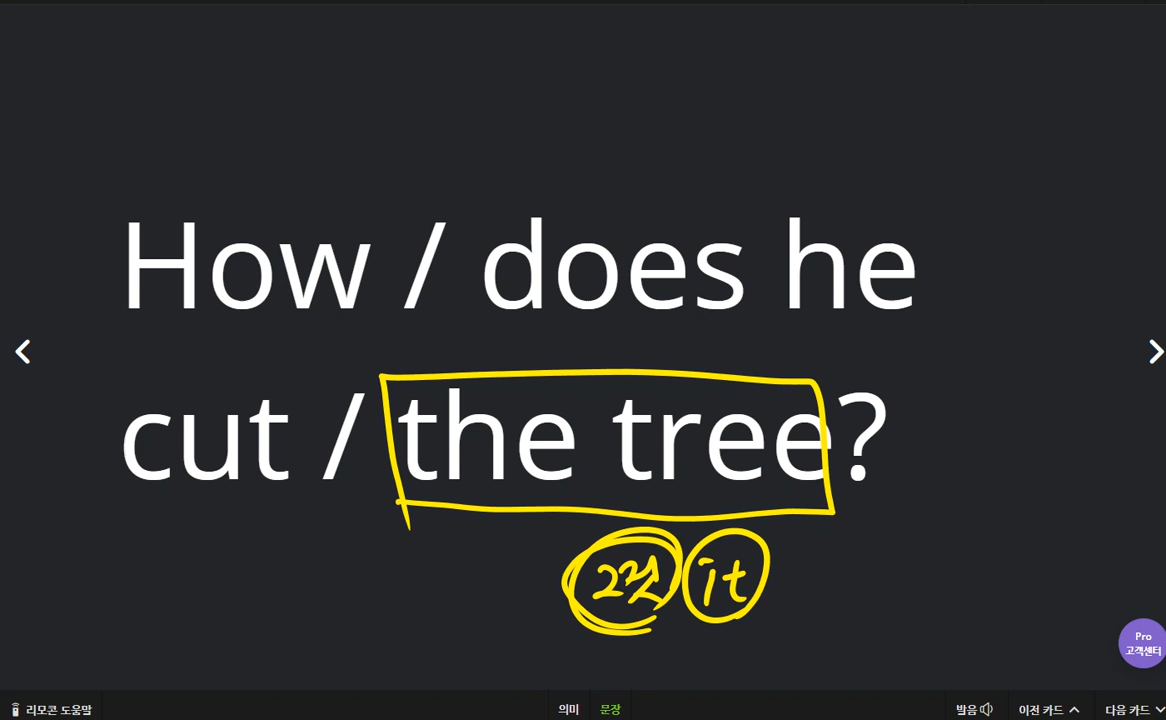 How / does he
cut / the tree?
그것 it
Pro
고객센터
리모콘 도움말 의미 문장 발음 이전 카드 다음 카드